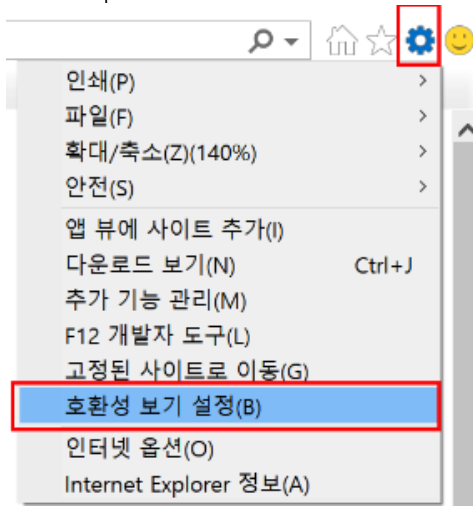 인쇄(P)
파일(F)
확대/축소(Z)(140%)
안전(S)
앱 뷰에 사이트 추가(I)
다운로드 보기(N) Ctrl+J
추가 기능 관리(M)
F12 개발자 도구(L)
고정된 사이트로 이동(G)
호환성 보기 설정(B)
인터넷 옵션(O)
Internet Explorer 정보(A)